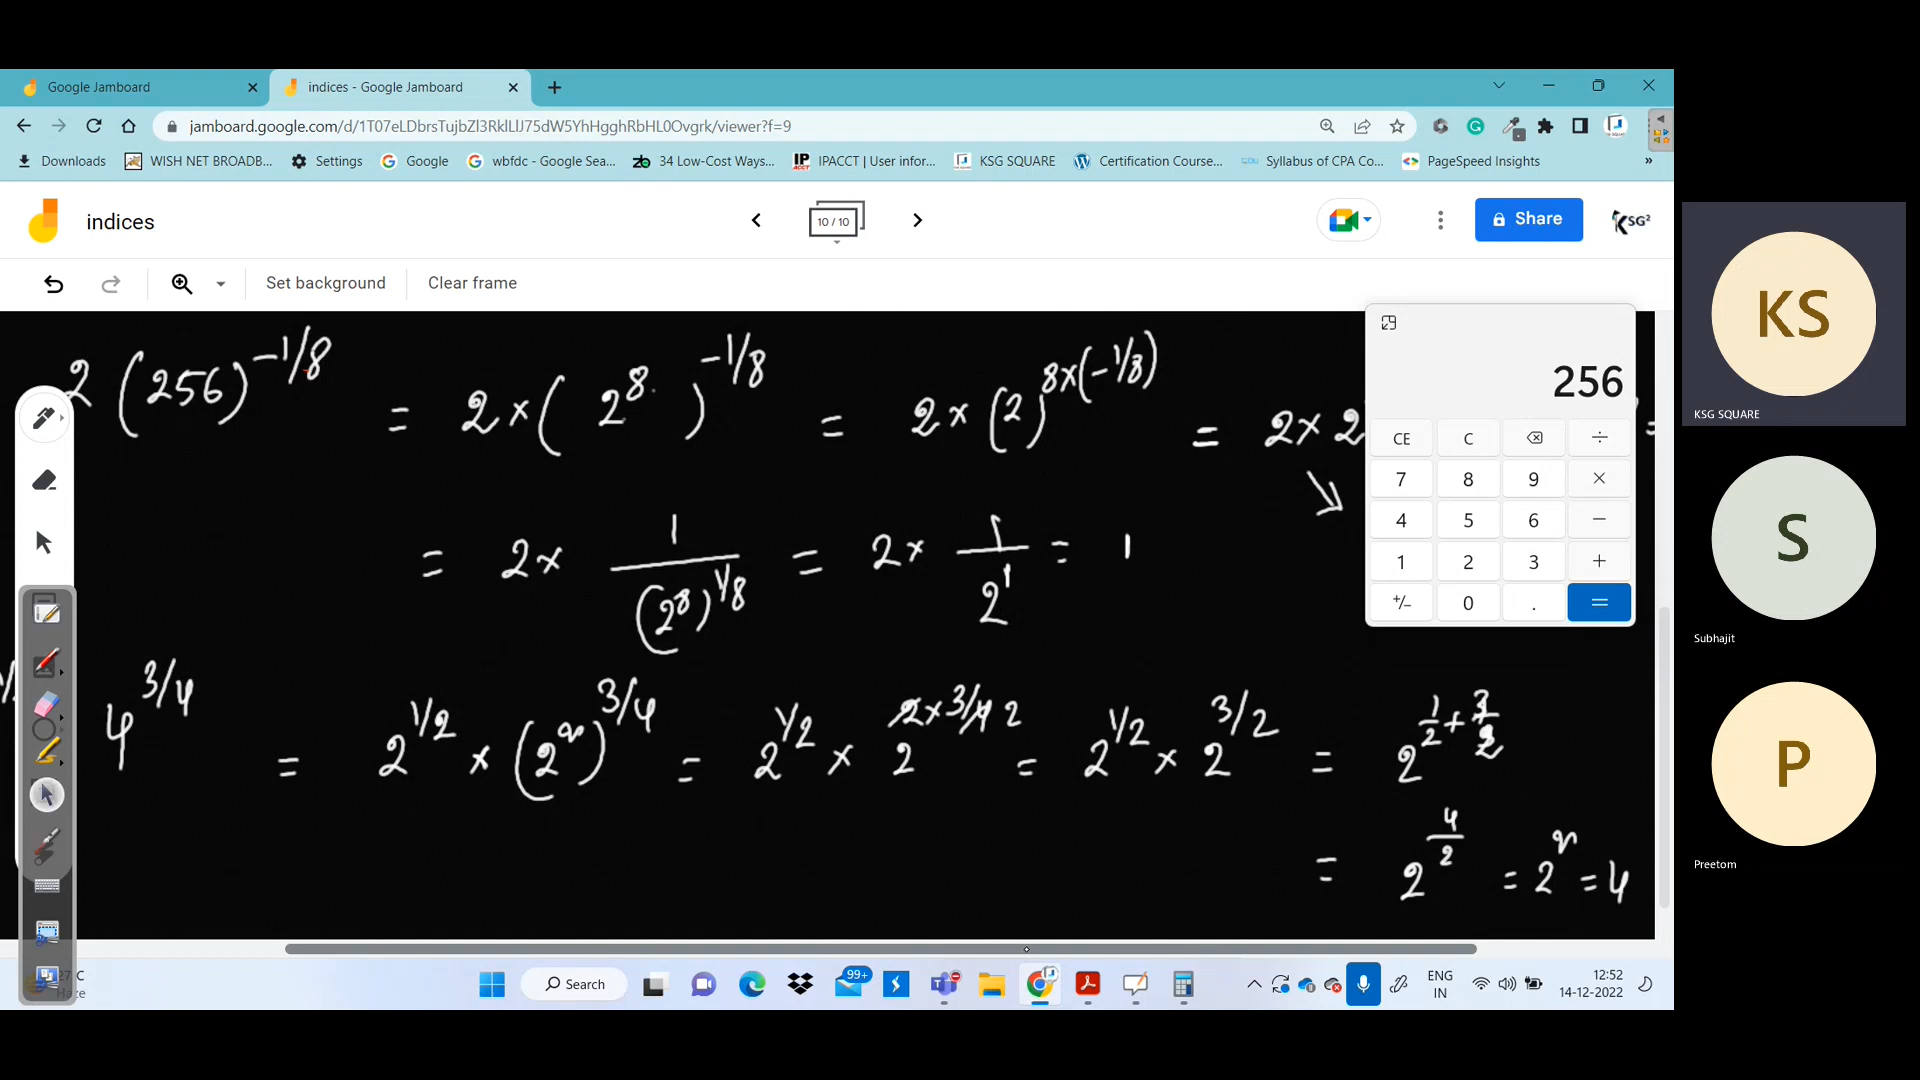 Google Jamboard
indices - Google Jamboard
jamboard.google.com/d/1T07eLDbrsTujbZl3RklLlJ75dW5YhHgghRbHL0Ovgrk/viewer?f=9
Downloads WISH NET BROADB... Settings Google wbfdc - Google Sea... 34 Low-Cost Ways... IPACCT | User infor... KSG SQUARE Certification Course... Syllabus of CPA Co... PageSpeed Insights »
indices
10 / 10
Share
KSG²
Set background Clear frame
2 (256)^-1/8 = 2 × (2^8)^-1/8 = 2 × (2)^8×(-1/8) = 2 × 2 =
= 2 × 1/(2^8)^1/8 = 2 × 1/2^1 = 1
4^3/4 = 2^1/2 × (2^2)^3/4 = 2^1/2 × 2^2×3/4 2 = 2^1/2 × 2^3/2 = 2^1/2+3/2
= 2^4/2 = 2^2 = 4
256
CE C ÷
7 8 9 ×
4 5 6 −
1 2 3 +
+/− 0 . =
KS
KSG SQUARE
S
Subhajit
P
Preetom
27°C
Haze
Search
99+
ENG
IN
12:52
14-12-2022